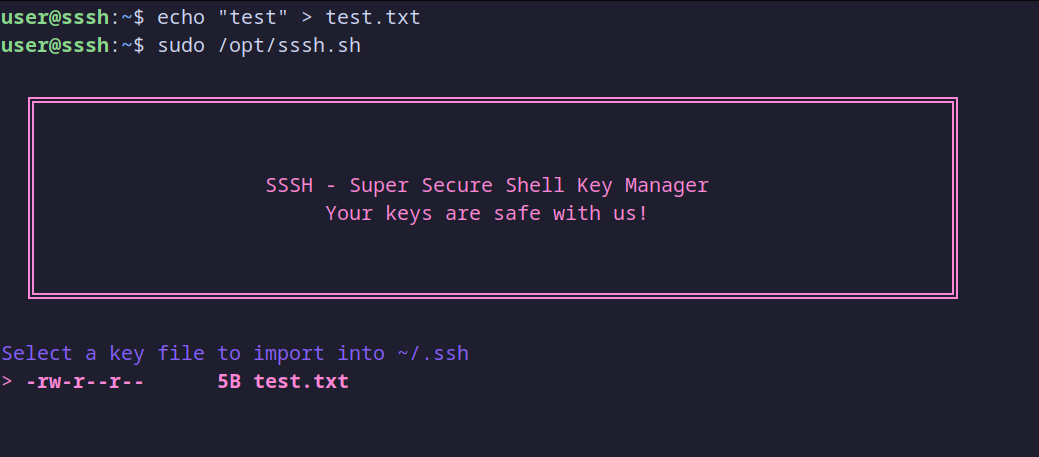 user@sssh:~$ echo "test" > test.txt
user@sssh:~$ sudo /opt/sssh.sh
SSSH - Super Secure Shell Key Manager
Your keys are safe with us!
Select a key file to import into ~/.ssh
> -rw-r--r--      5B test.txt